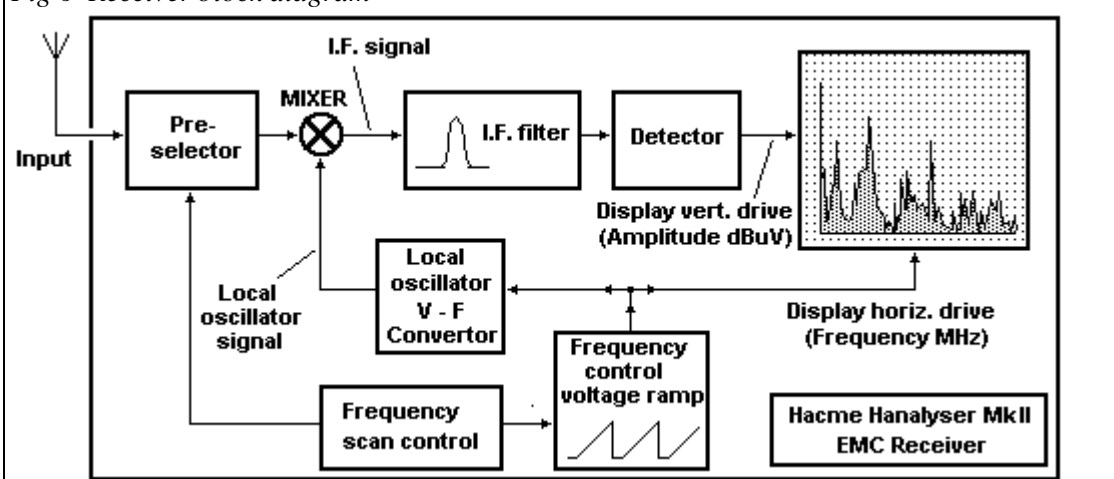 Fig 6 Receiver block diagram
I.F. signal
MIXER
Pre-
selector
I.F. filter
Detector
Input
Display vert. drive
(Amplitude dBuV)
Local
oscillator
V - F
Convertor
Local
oscillator
signal
Display horiz. drive
(Frequency MHz)
Frequency
control
voltage ramp
Frequency
scan control
Hacme Hanalyser MkII
EMC Receiver